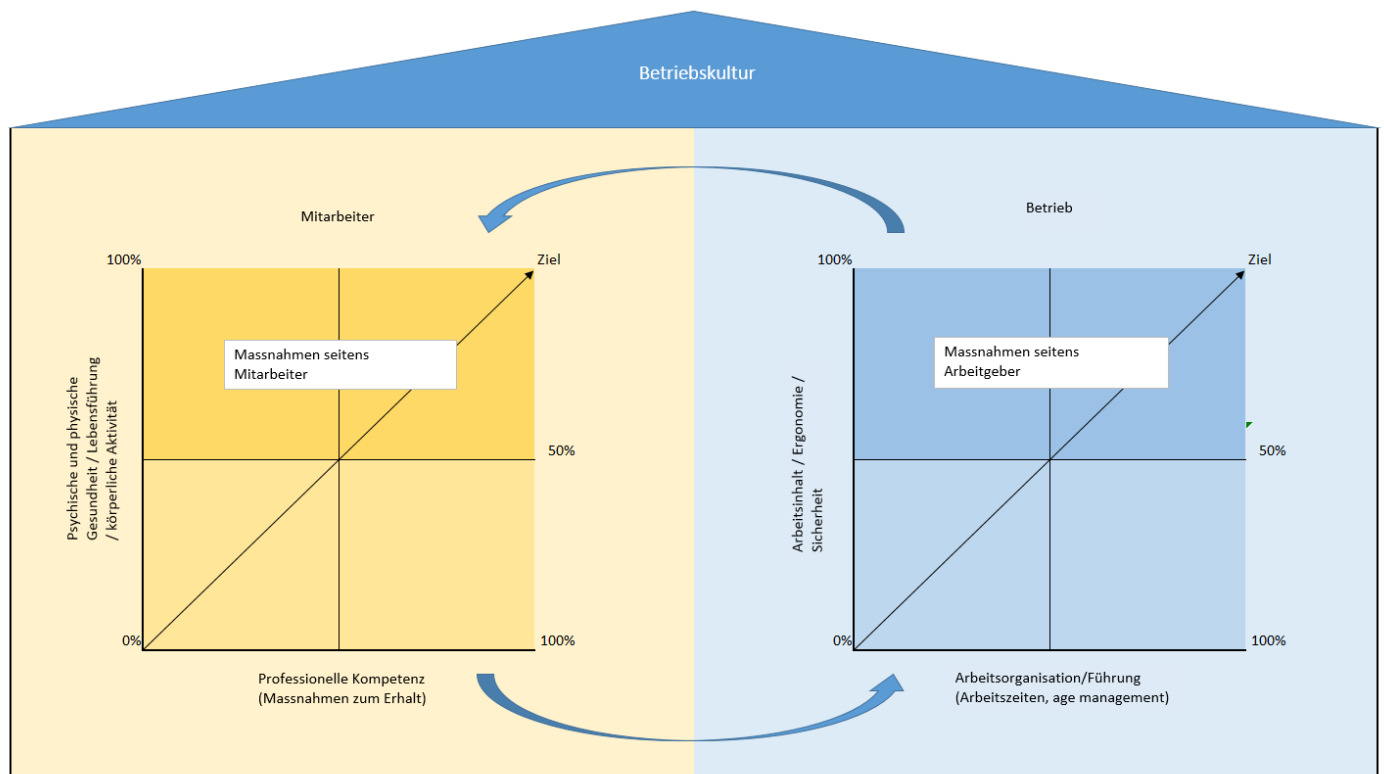 Betriebskultur
Mitarbeiter
100%
Ziel
Massnahmen seitens
Mitarbeiter
Psychische und physische
Gesundheit / Lebensführung
/ körperliche Aktivität
50%
0%
100%
Professionelle Kompetenz
(Massnahmen zum Erhalt)
Betrieb
100%
Ziel
Massnahmen seitens
Arbeitgeber
Arbeitsinhalt / Ergonomie /
Sicherheit
50%
0%
100%
Arbeitsorganisation/Führung
(Arbeitszeiten, age management)